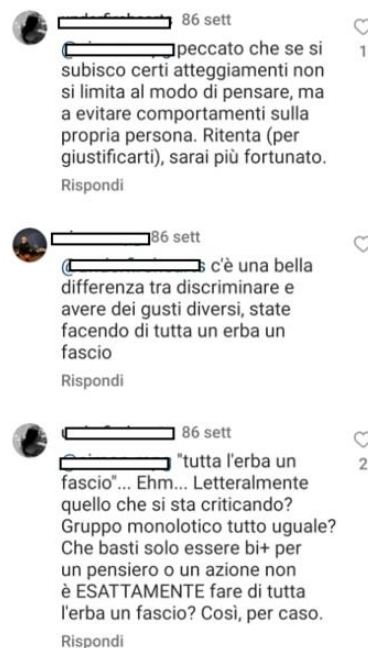 86 sett
peccato che se si
subisco certi atteggiamenti non
si limita al modo di pensare, ma
a evitare comportamenti sulla
propria persona. Ritenta (per
giustificarti), sarai più fortunato.
1
Rispondi
86 sett
c'è una bella
differenza tra discriminare e
avere dei gusti diversi, state
facendo di tutta un erba un
fascio
Rispondi
86 sett
"tutta l'erba un
fascio"... Ehm... Letteralmente
quello che si sta criticando?
Gruppo monolotico tutto uguale?
Che basti solo essere bi+ per
un pensiero o un azione non
è ESATTAMENTE fare di tutta
l'erba un fascio? Così, per caso.
2
Rispondi